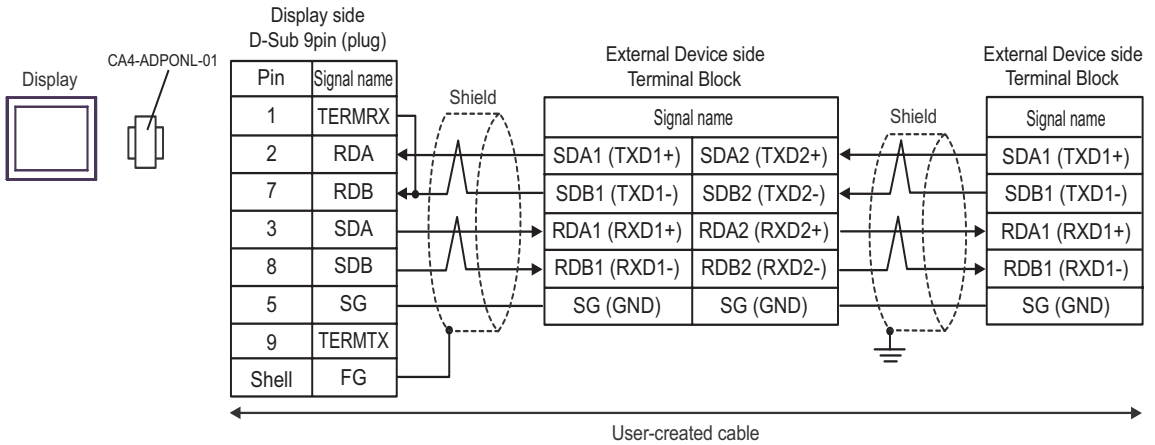 Display side
D-Sub 9pin (plug)
CA4-ADPONL-01
Display
External Device side
Terminal Block
External Device side
Terminal Block
Pin Signal name
Shield
Signal name
Shield
Signal name
1 TERMRX
2 RDA
SDA1 (TXD1+) SDA2 (TXD2+)
SDA1 (TXD1+)
7 RDB
SDB1 (TXD1-) SDB2 (TXD2-)
SDB1 (TXD1-)
3 SDA
RDA1 (RXD1+) RDA2 (RXD2+)
RDA1 (RXD1+)
8 SDB
RDB1 (RXD1-) RDB2 (RXD2-)
RDB1 (RXD1-)
5 SG
SG (GND) SG (GND)
SG (GND)
9 TERMTX
Shell FG
User-created cable